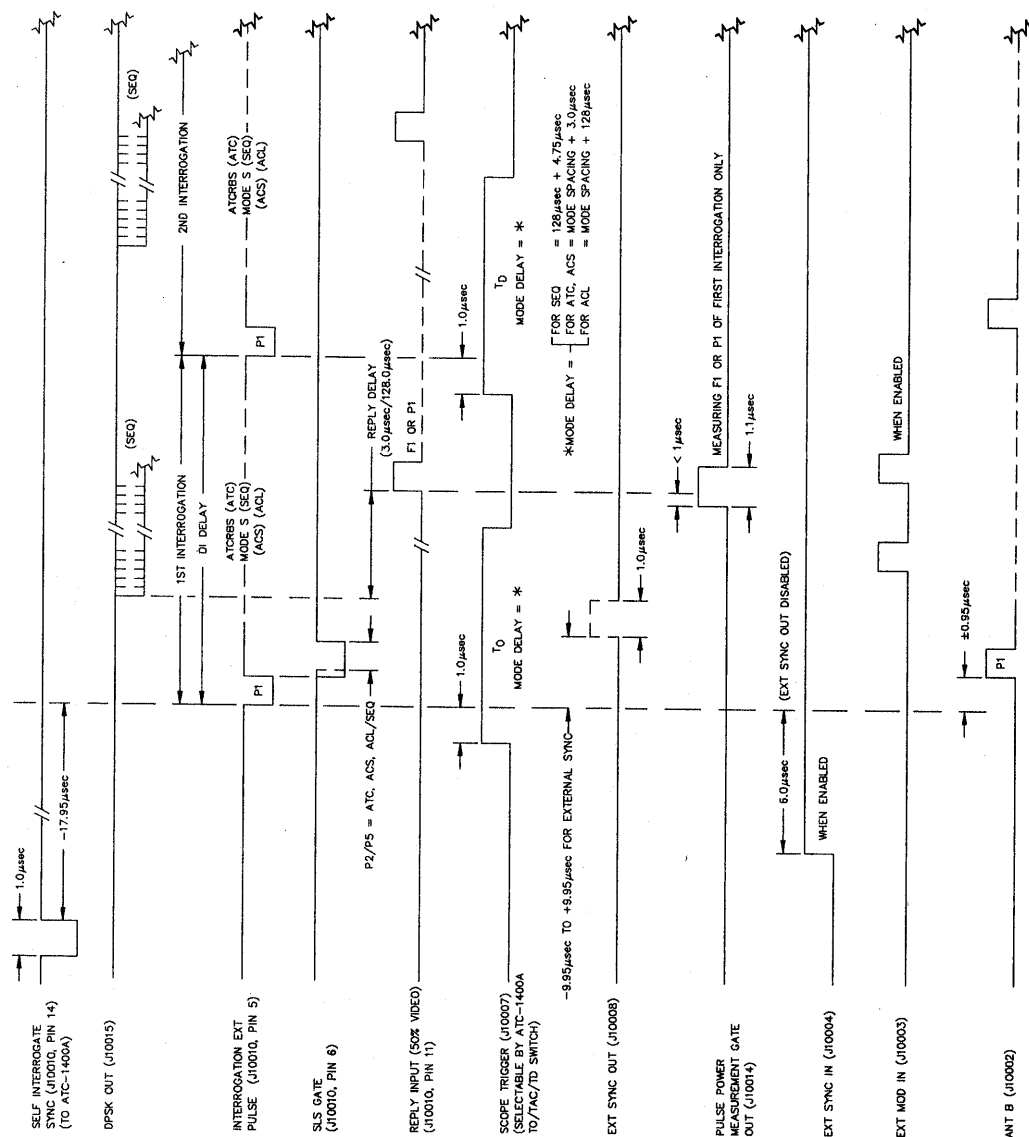 SELF INTERROGATE
SYNC (J10010, PIN 14)
(TO ATC-1400A)
1.0μsec
-17.95μsec
DPSK OUT (J10015)
(SEQ)
(SEQ)
1ST INTERROGATION
2ND INTERROGATION
DI DELAY
ATCRBS (ATC)
MODE S (SEQ)
(ACS) (ACL)
ATCRBS (ATC)
MODE S (SEQ)
(ACS) (ACL)
INTERROGATION EXT
PULSE (J10010, PIN 5)
P1
P1
SLS GATE
(J10010, PIN 6)
P2/P5 = ATC, ACS, ACL/SEQ
REPLY DELAY
(3.0μsec/128.0μsec)
REPLY INPUT (50% VIDEO)
(J10010, PIN 11)
F1 OR P1
1.0μsec
1.0μsec
SCOPE TRIGGER (J10007)
(SELECTABLE BY ATC-1400A
TO/TAC/TD SWITCH)
TO
MODE DELAY = *
TD
MODE DELAY = *
-9.95μsec TO +9.95μsec FOR EXTERNAL SYNC
*MODE DELAY =
FOR SEQ = 128μsec + 4.75μsec
FOR ATC, ACS = MODE SPACING + 3.0μsec
FOR ACL = MODE SPACING + 128μsec
EXT SYNC OUT (J10008)
1.0μsec
< 1μsec
PULSE POWER
MEASUREMENT GATE
OUT (J10014)
MEASURING F1 OR P1 OF FIRST INTERROGATION ONLY
1.1μsec
6.0μsec
(EXT SYNC OUT DISABLED)
EXT SYNC IN (J10004)
WHEN ENABLED
EXT MOD IN (J10003)
WHEN ENABLED
±0.95μsec
ANT B (J10002)
P1